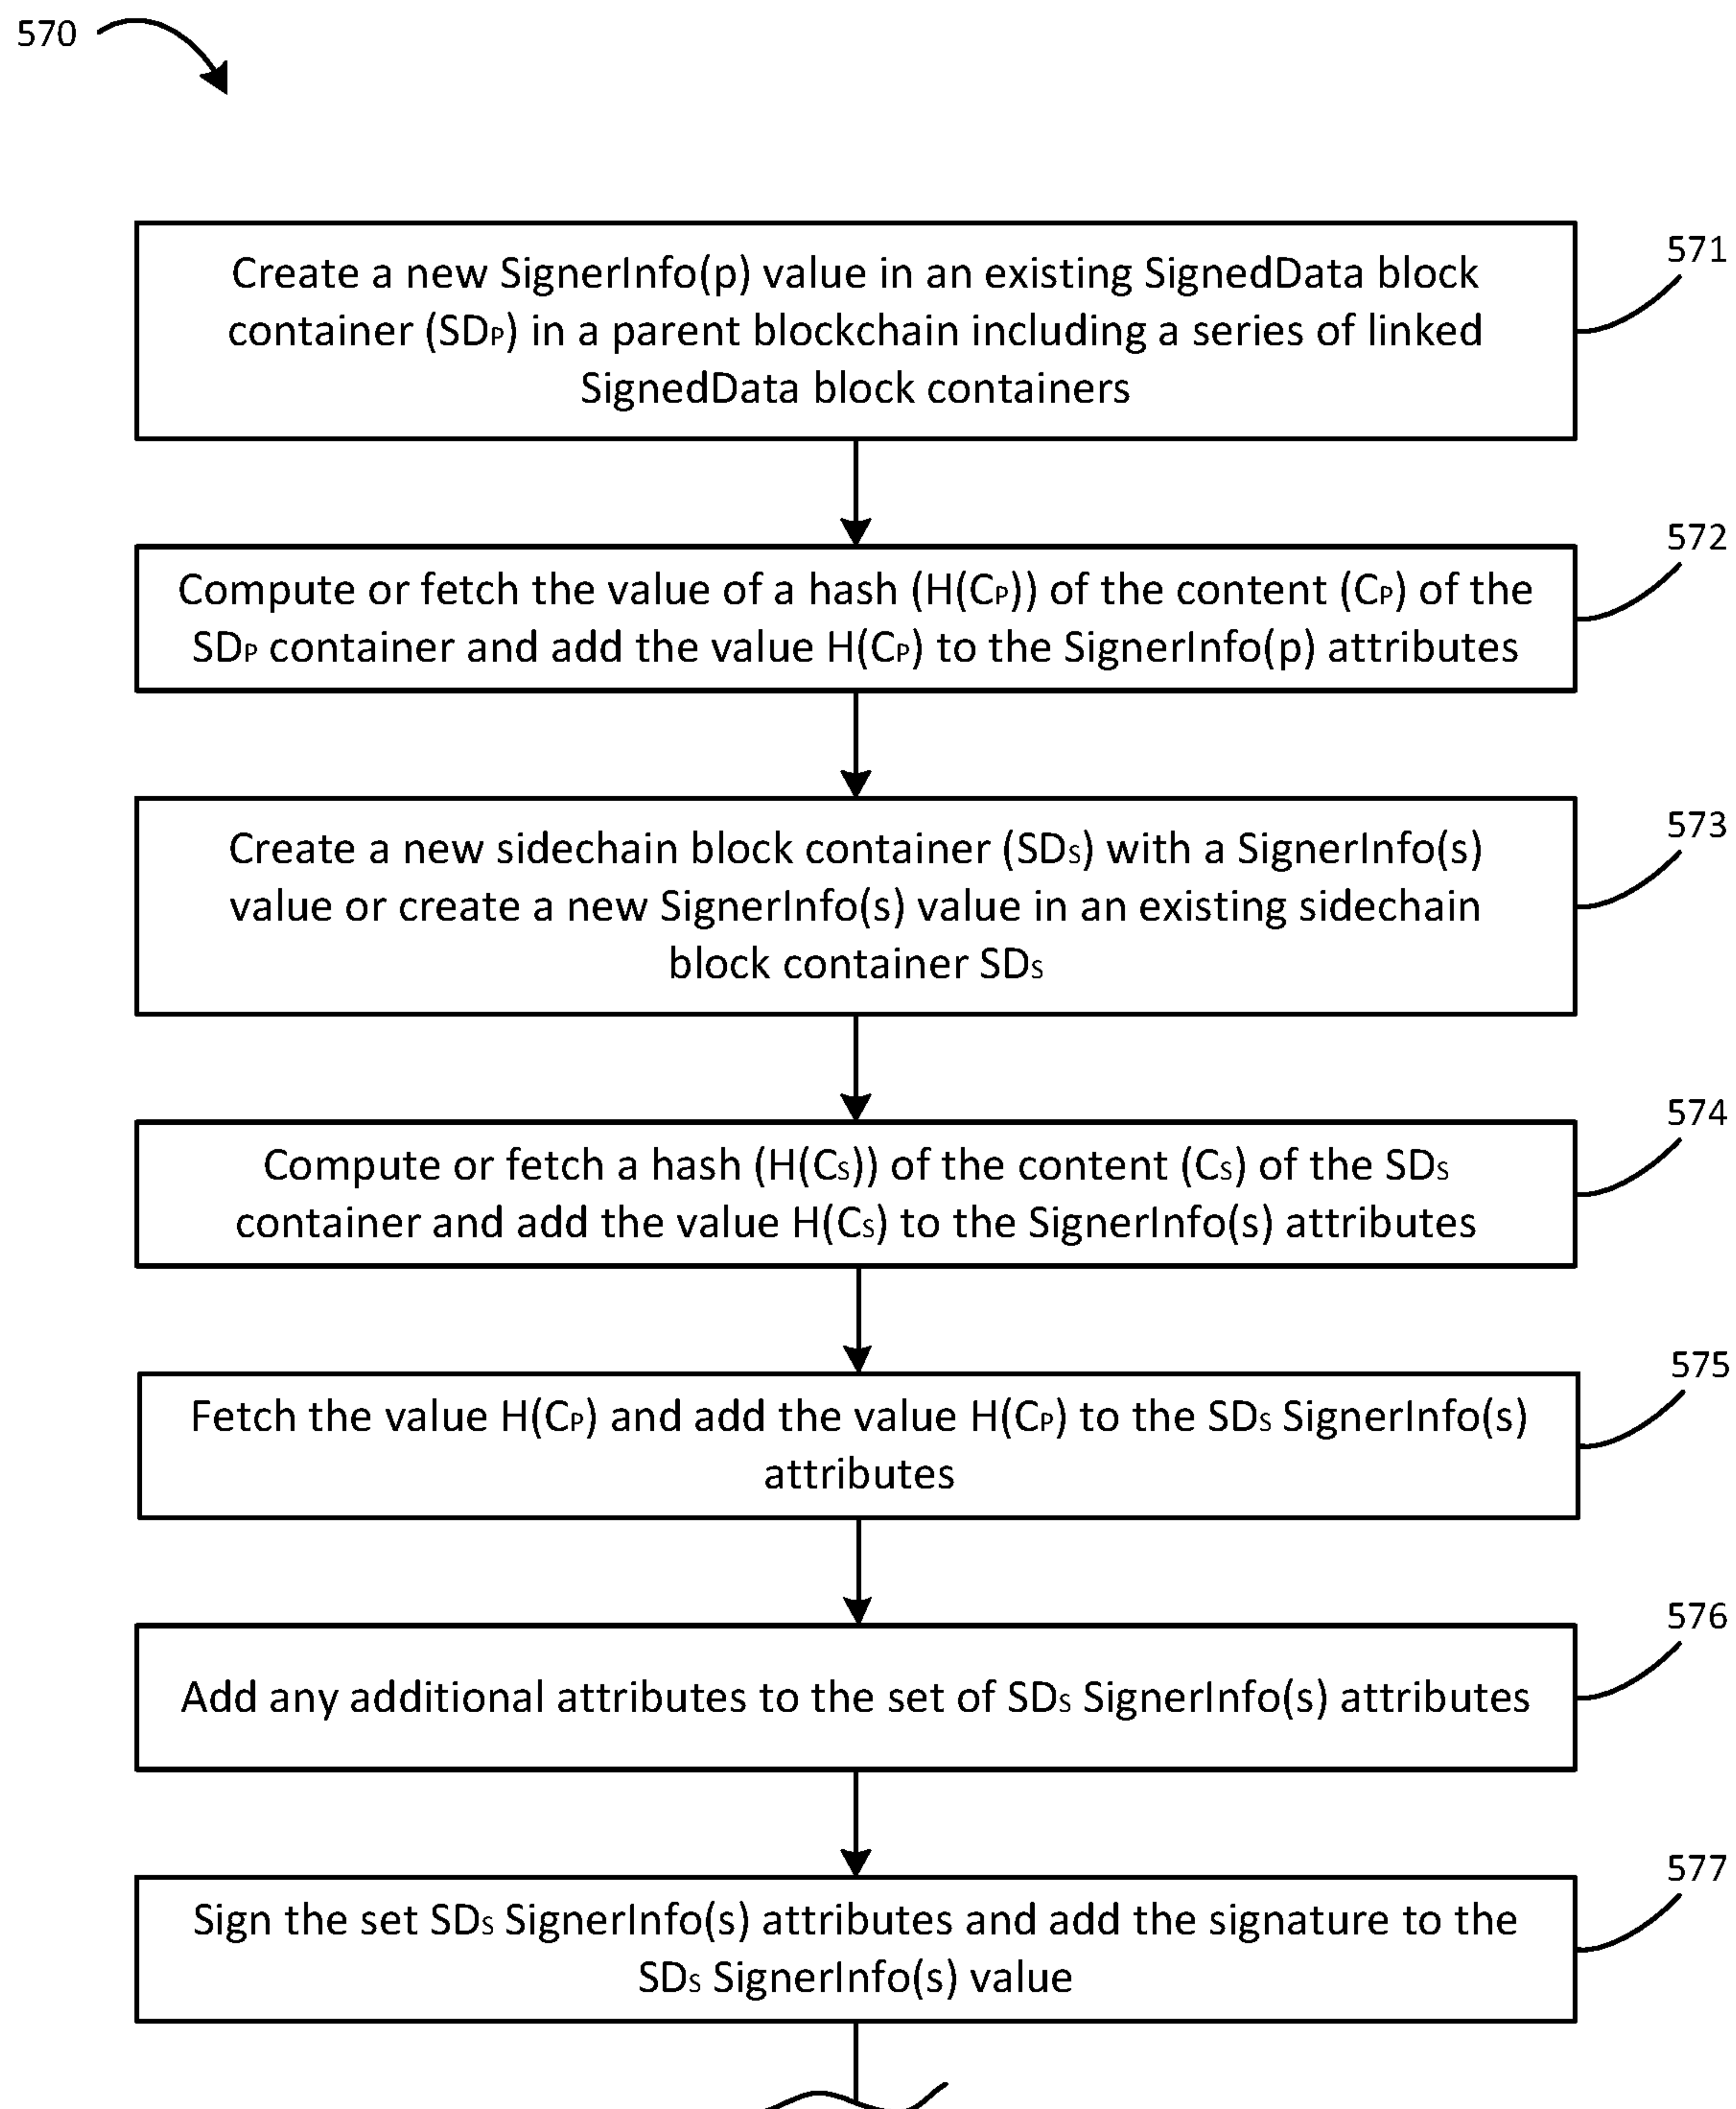 570
571
Create a new SignerInfo(p) value in an existing SignedData block
container (SDP) in a parent blockchain including a series of linked
SignedData block containers
572
Compute or fetch the value of a hash (H(CP)) of the content (CP) of the
SDP container and add the value H(CP) to the SignerInfo(p) attributes
573
Create a new sidechain block container (SDS) with a SignerInfo(s)
value or create a new SignerInfo(s) value in an existing sidechain
block container SDS
574
Compute or fetch a hash (H(CS)) of the content (CS) of the SDS
container and add the value H(CS) to the SignerInfo(s) attributes
575
Fetch the value H(CP) and add the value H(CP) to the SDS SignerInfo(s)
attributes
576
Add any additional attributes to the set of SDS SignerInfo(s) attributes
577
Sign the set SDS SignerInfo(s) attributes and add the signature to the
SDS SignerInfo(s) value